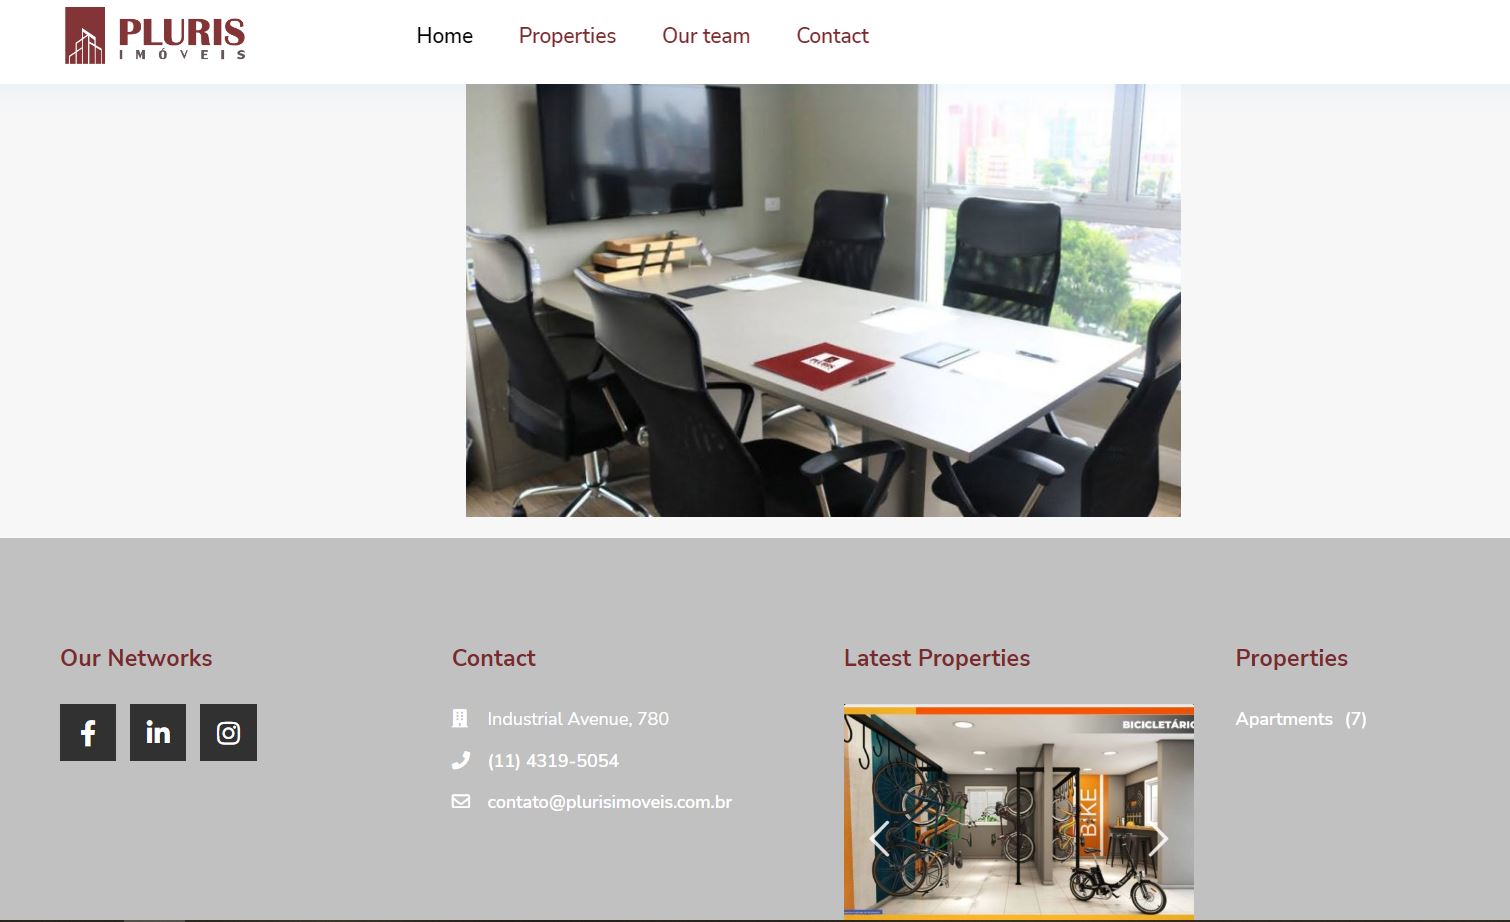 PLURIS
IMÓVEIS
Home
Properties
Our team
Contact
PLURIS
Our Networks
Contact
Industrial Avenue, 780
(11) 4319-5054
contato@plurisimoveis.com.br
Latest Properties
BICICLETÁRIO
BIKE
Properties
Apartments (7)